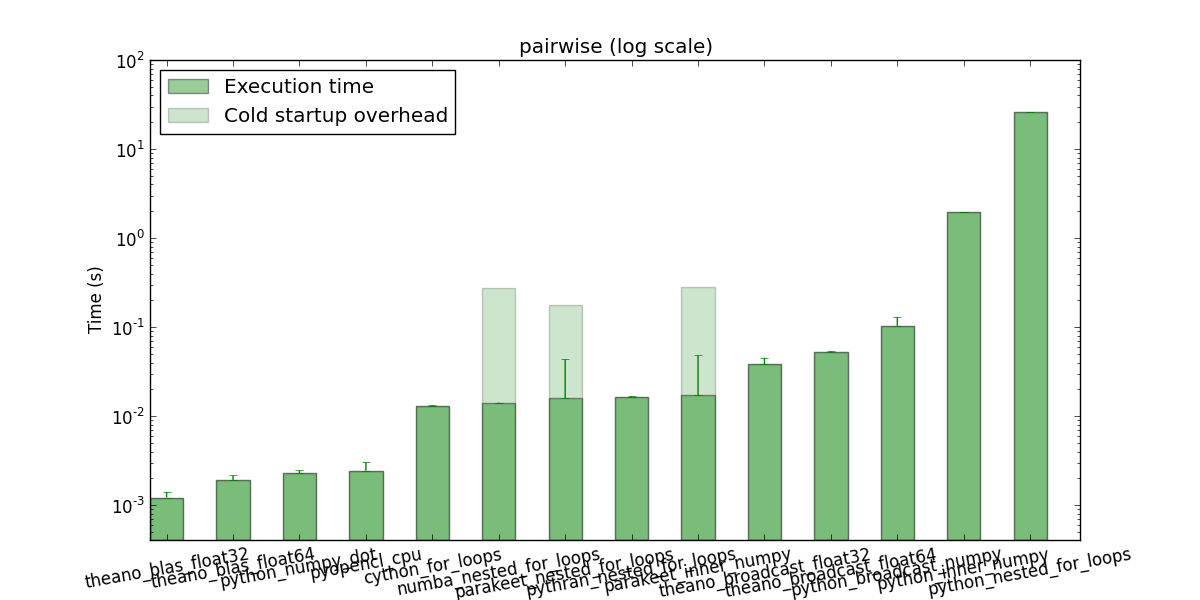 pairwise (log scale)
Execution time
Cold startup overhead
Time (s)
10^2
10^1
10^0
10^-1
10^-2
10^-3
theano_blas_float32
theano_blas_float64
python_numpy_dot
pyopencl_cpu
cython_for_loops
numba_nested_for_loops
parakeet_nested_for_loops
pythran_nested_for_loops
parakeet_inner_numpy
theano_broadcast_float32
theano_broadcast_float64
python_broadcast_numpy
python_inner_numpy
python_nested_for_loops